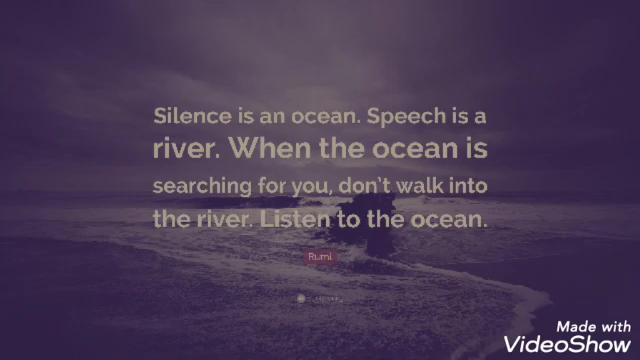 Silence is an ocean. Speech is a
river. When the ocean is
searching for you, don't walk into
the river. Listen to the ocean.
Rumi
Made with
VideoShow